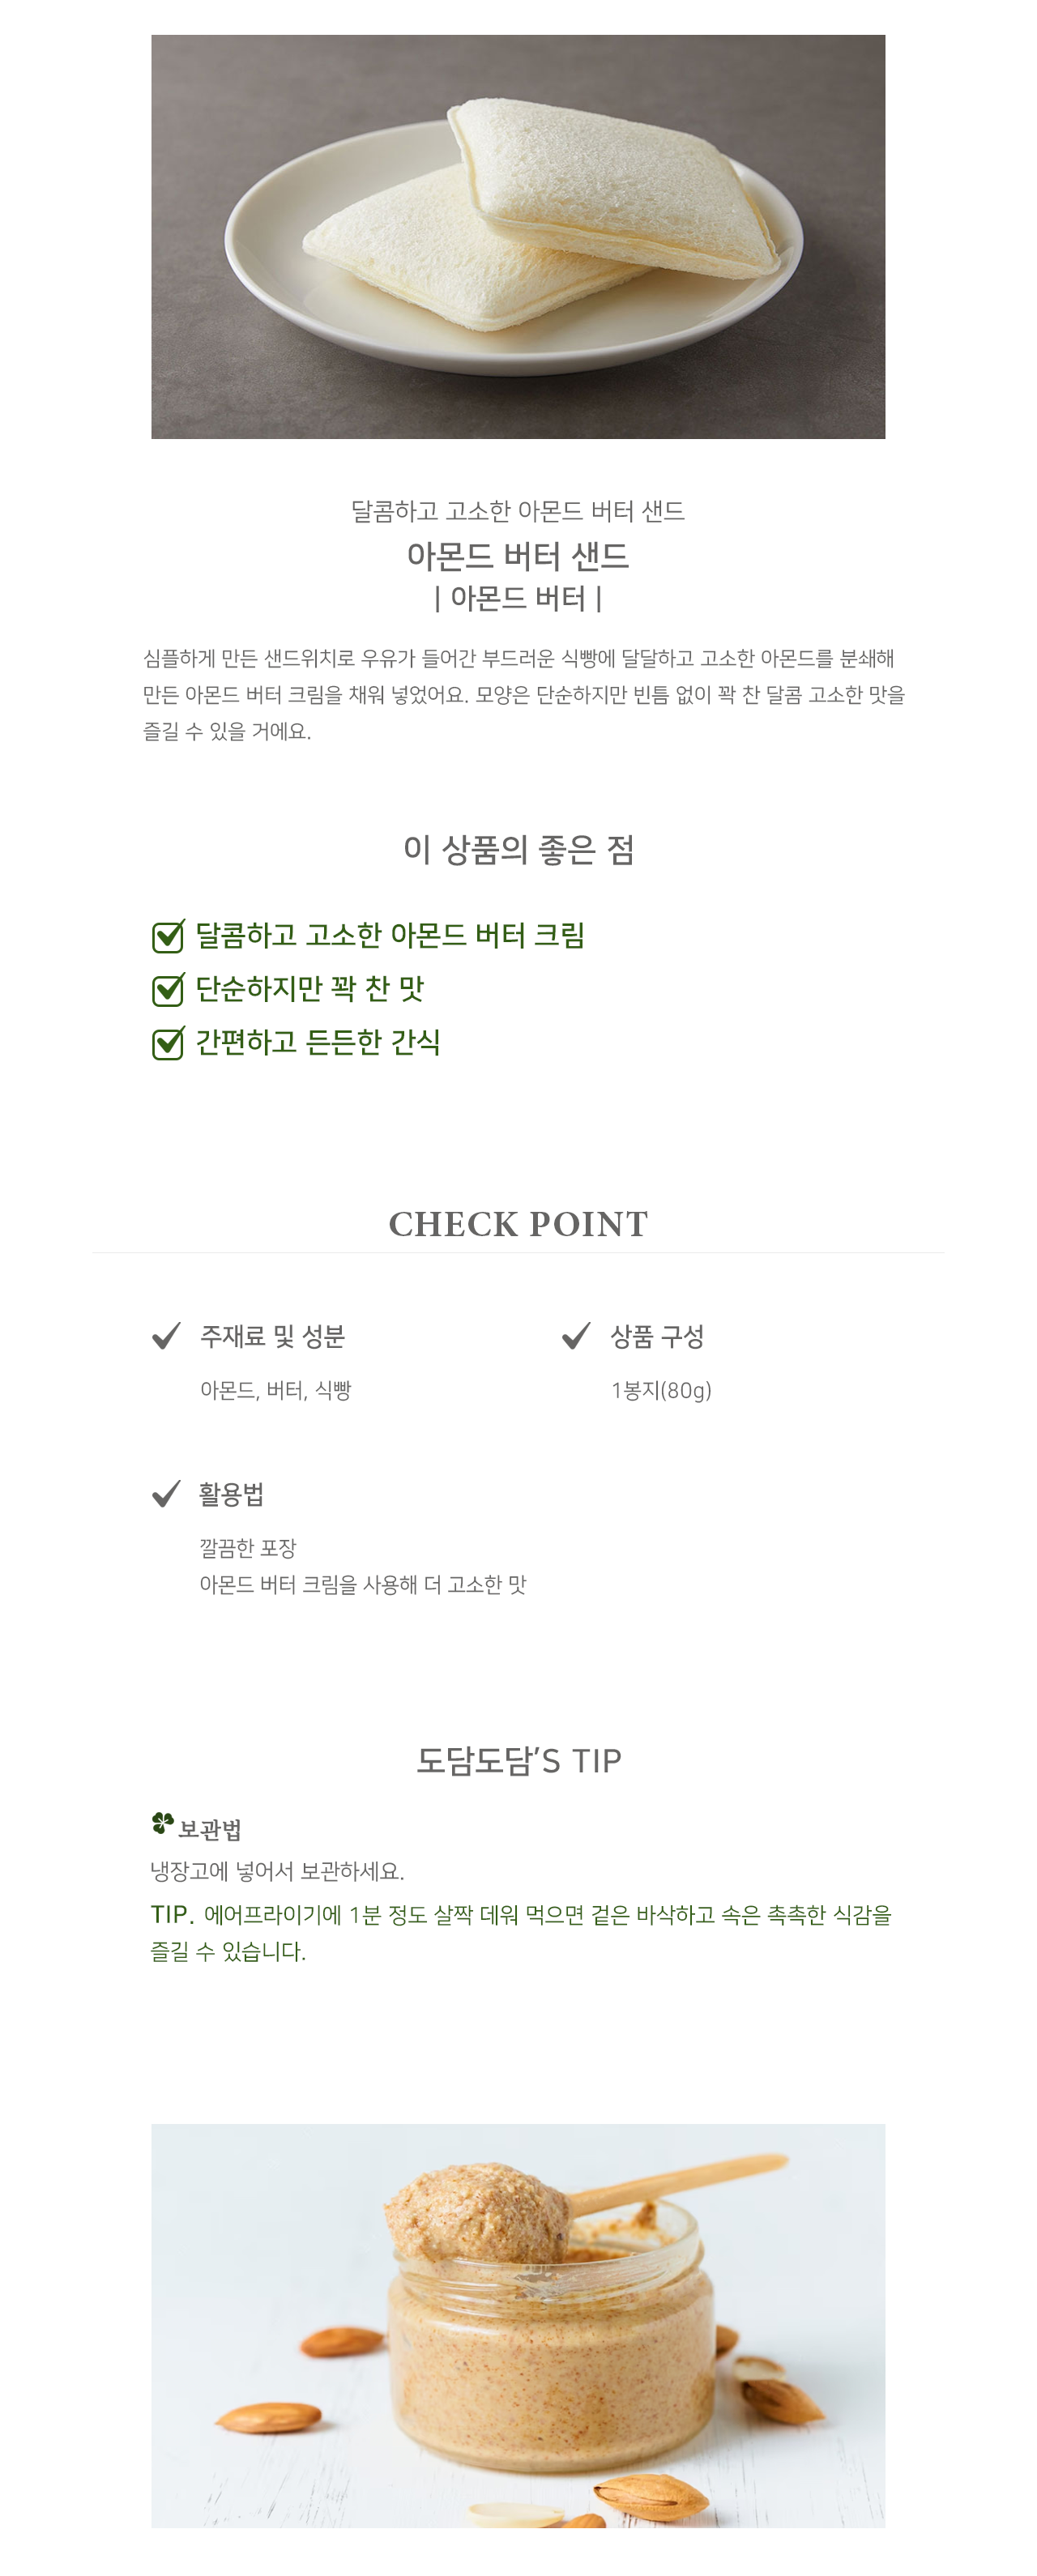 달콤하고 고소한 아몬드 버터 샌드
아몬드 버터 샌드
| 아몬드 버터 |
심플하게 만든 샌드위치로 우유가 들어간 부드러운 식빵에 달달하고 고소한 아몬드를 분쇄해
만든 아몬드 버터 크림을 채워 넣었어요. 모양은 단순하지만 빈틈 없이 꽉 찬 달콤 고소한 맛을
즐길 수 있을 거에요.
이 상품의 좋은 점
달콤하고 고소한 아몬드 버터 크림
단순하지만 꽉 찬 맛
간편하고 든든한 간식
CHECK POINT
주재료 및 성분
아몬드, 버터, 식빵
상품 구성
1봉지(80g)
활용법
깔끔한 포장
아몬드 버터 크림을 사용해 더 고소한 맛
도담도담’S TIP
보관법
냉장고에 넣어서 보관하세요.
TIP. 에어프라이기에 1분 정도 살짝 데워 먹으면 겉은 바삭하고 속은 촉촉한 식감을
즐길 수 있습니다.